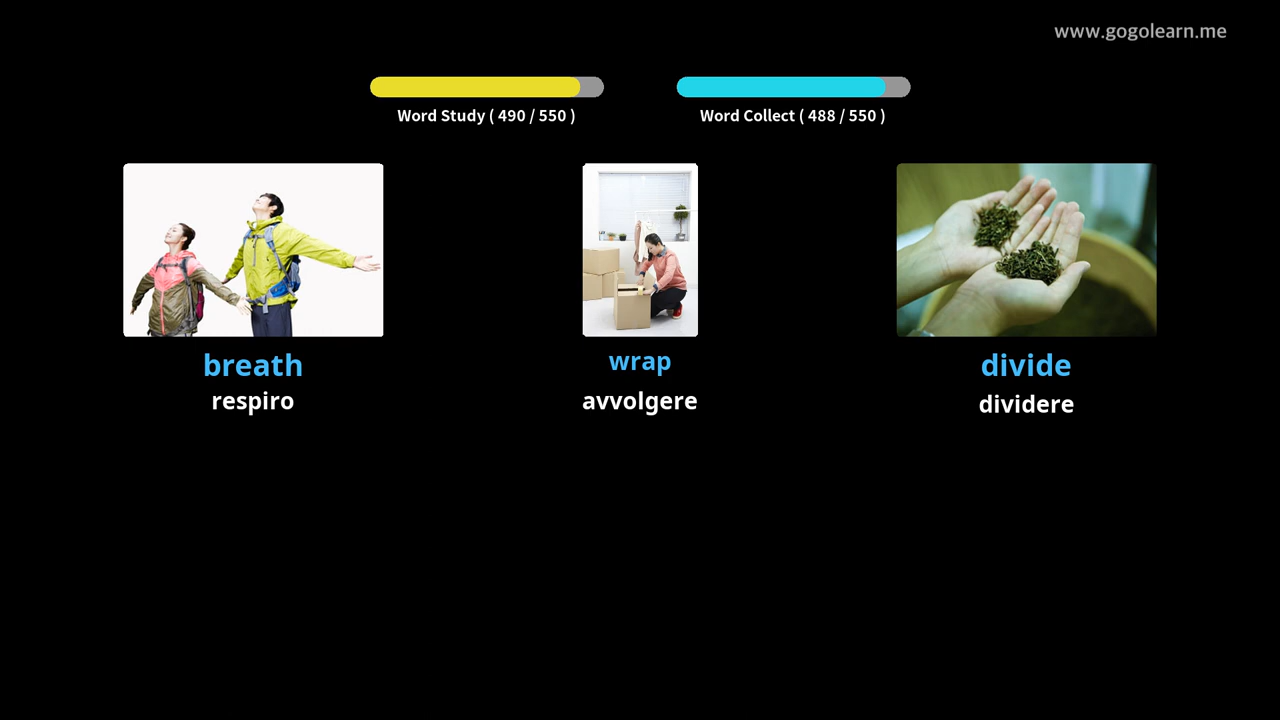 www.gogolearn.me
Word Study ( 490 / 550 )
Word Collect ( 488 / 550 )
breath
respiro
wrap
avvolgere
divide
dividere